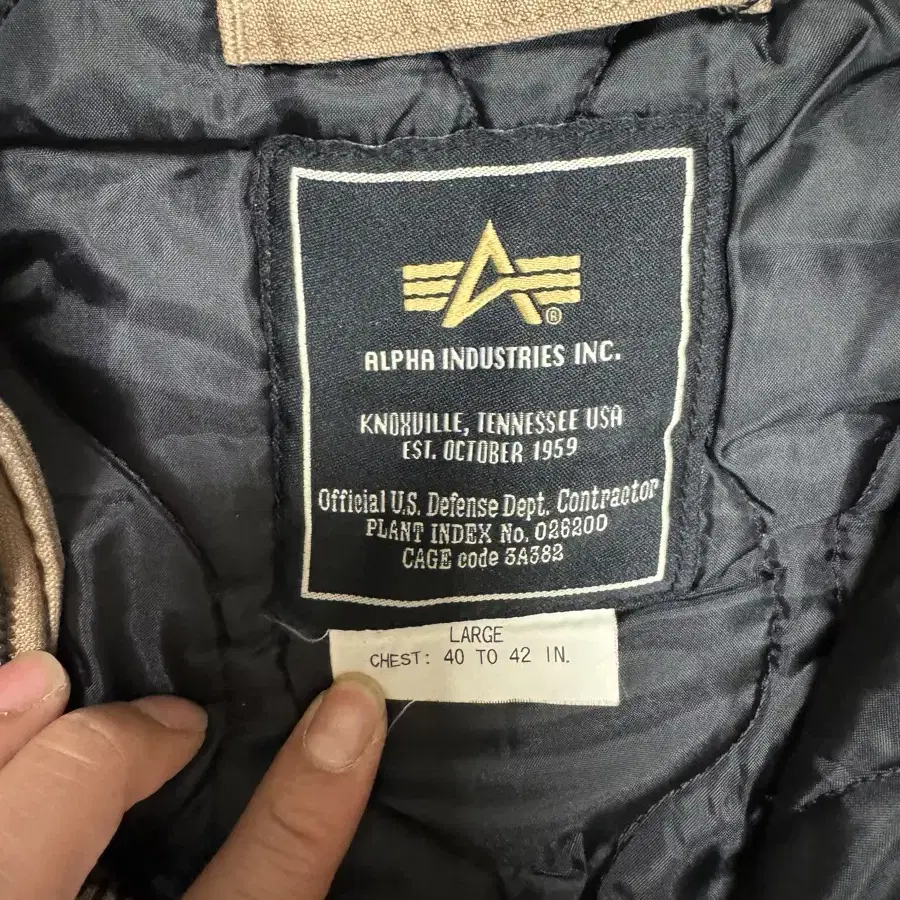 ®
ALPHA INDUSTRIES INC.
KNOXVILLE, TENNESSEE USA
EST. OCTOBER 1959
Official U.S. Defense Dept. Contractor
PLANT INDEX No. 026200
CAGE code 3A382
LARGE
CHEST: 40 TO 42 IN.